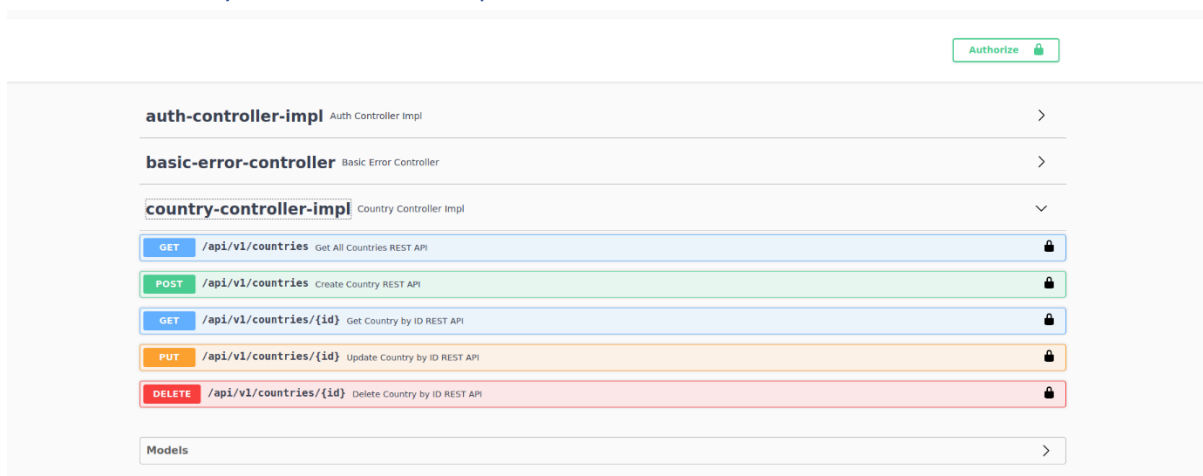 Authorize
auth-controller-impl Auth Controller Impl
basic-error-controller Basic Error Controller
country-controller-impl Country Controller Impl
GET /api/v1/countries Get All Countries REST API
POST /api/v1/countries Create Country REST API
GET /api/v1/countries/{id} Get Country by ID REST API
PUT /api/v1/countries/{id} Update Country by ID REST API
DELETE /api/v1/countries/{id} Delete Country by ID REST API
Models